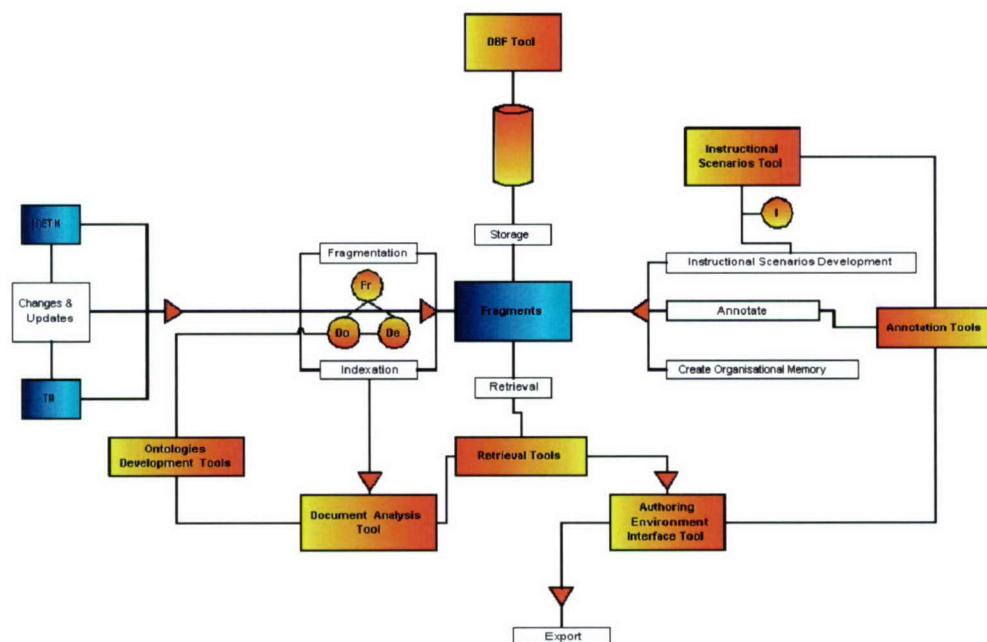 DBF Tool
Instructional
Scenarios Tool
I
Storage
Fragmentation
Instructional Scenarios Development
Fr
Changes &
Updates
Fragments
Annotate
Annotation Tools
Do
De
Indexation
Create Organisational Memory
Retrieval
Ontologies
Development Tools
Retrieval Tools
Document Analysis
Tool
Authoring
Environment
Interface Tool
Export